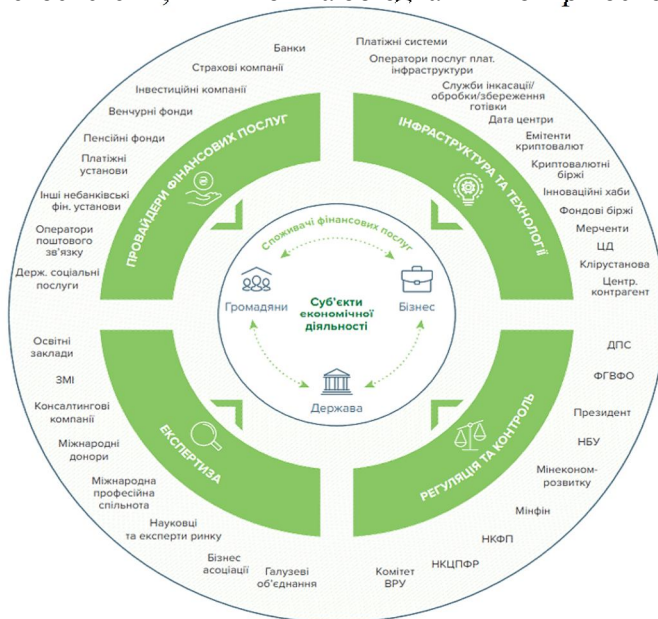 Банки
Страхові компанії
Інвестиційні компанії
Венчурні фонди
Пенсійні фонди
Платіжні
установи
Інші небанківські
фін. установи
Оператори
поштового
зв'язку
Держ. соціальні
послуги
ПРОВАЙДЕРИ ФІНАНСОВИХ ПОСЛУГ
Платіжні системи
Оператори послуг плат.
інфраструктури
Служби інкасації/
обробки/збереження
готівки
Дата центри
Емітенти
криптовалют
Криптовалютні
біржі
Інноваційні хаби
Фондові біржі
Мерченти
ЦД
Клірустанова
Центр.
контрагент
ІНФРАСТРУКТУРА ТА ТЕХНОЛОГІЇ
Споживачі фінансових послуг
Громадяни
Суб'єкти
економічної
діяльності
Бізнес
Держава
Освітні
заклади
ЗМІ
Консалтингові
компанії
Міжнародні
донори
Міжнародна
професійна
спільнота
Науковці
та експерти ринку
Бізнес
асоціації
Галузеві
об'єднання
ЕКСПЕРТИЗА
ДПС
ФГВФО
Президент
НБУ
Мінеконом-
розвитку
Мінфін
НКФП
НКЦПФР
Комітет
ВРУ
РЕГУЛЯЦІЯ ТА КОНТРОЛЬ